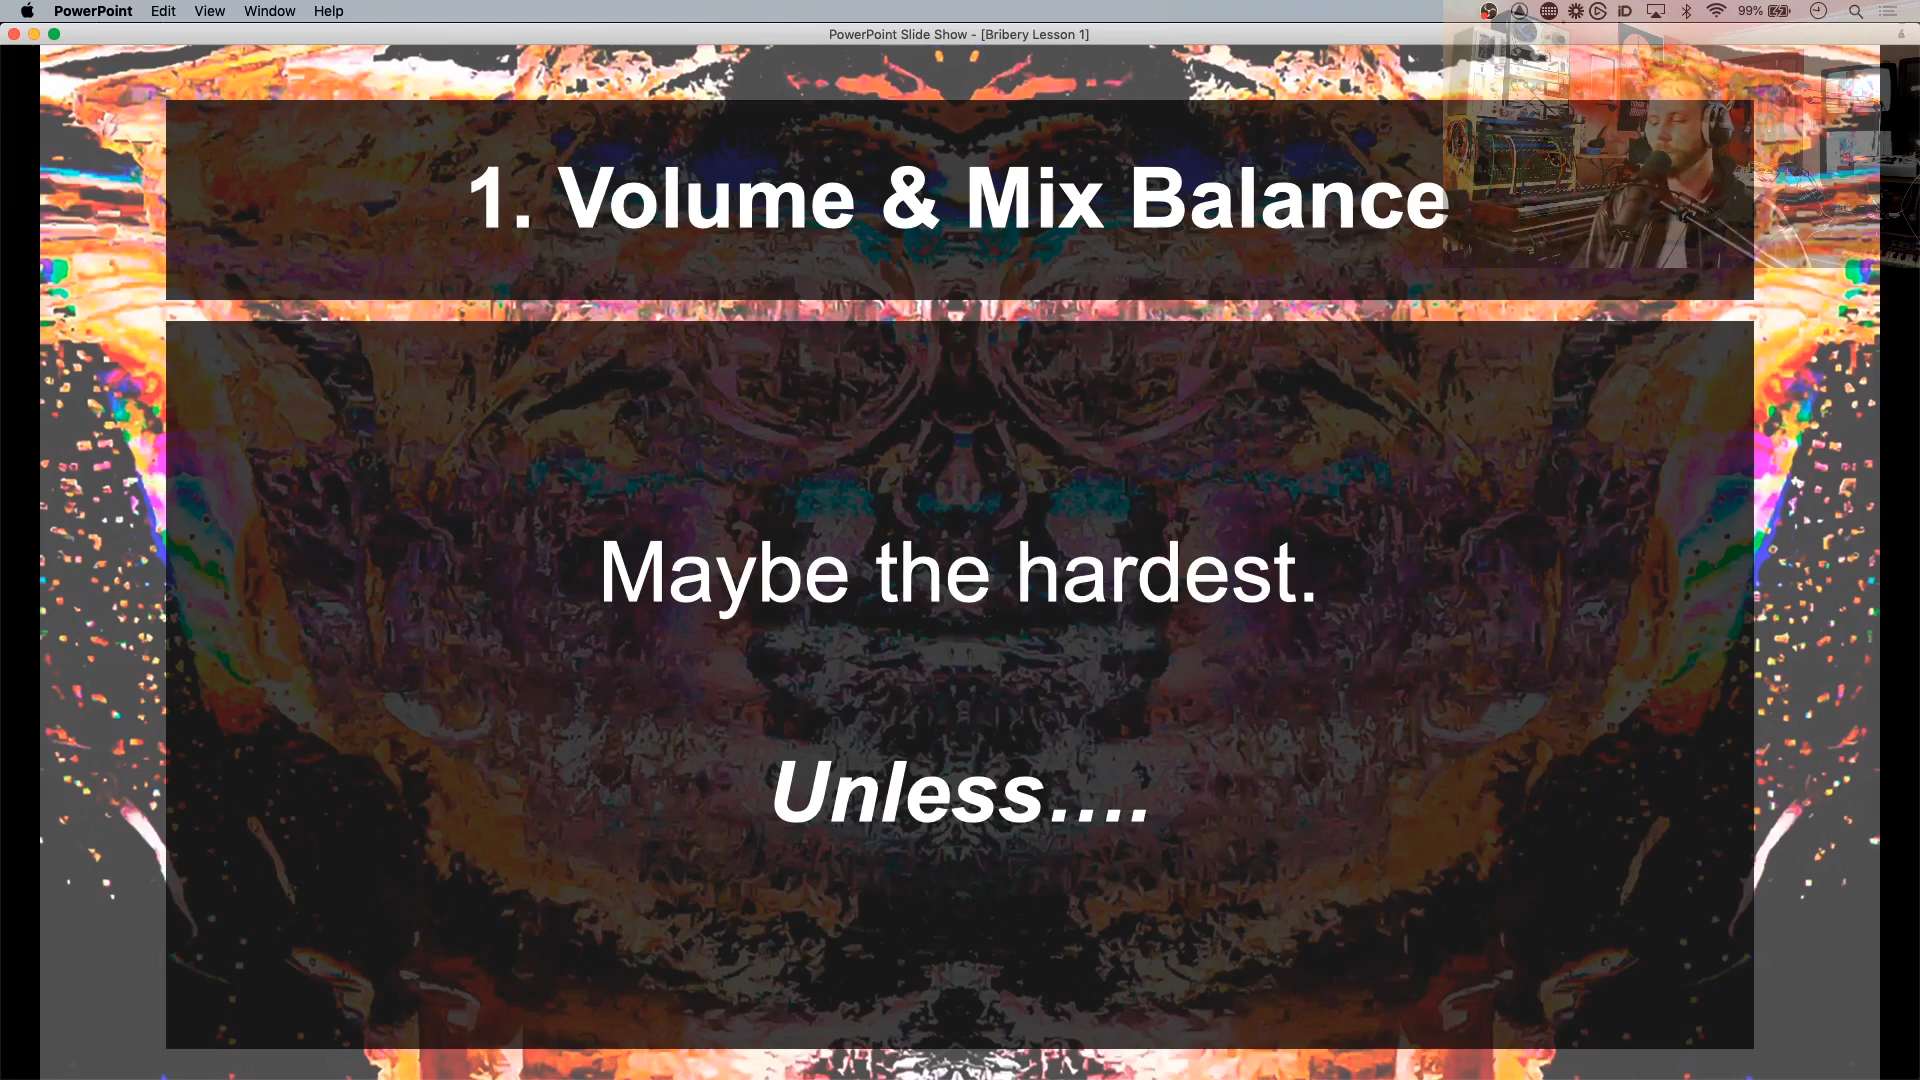 PowerPoint Edit View Window Help 99%
PowerPoint Slide Show - [Bribery Lesson 1]
1. Volume & Mix Balance
Maybe the hardest.
Unless....